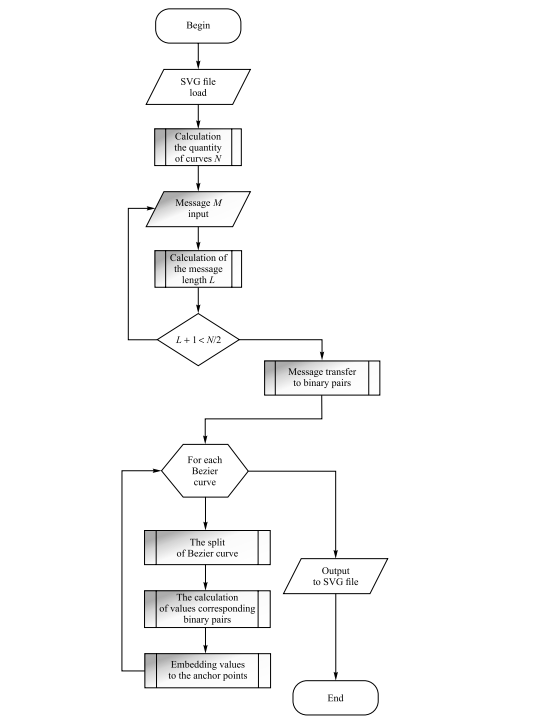 Begin
SVG file
load
Calculation
the quantity
of curves N
Message M
input
Calculation of
the message
length L
L + 1 < N/2
Message transfer
to binary pairs
For each
Bezier
curve
The split
of Bezier curve
The calculation
of values corresponding
binary pairs
Embedding values
to the anchor points
Output
to SVG file
End